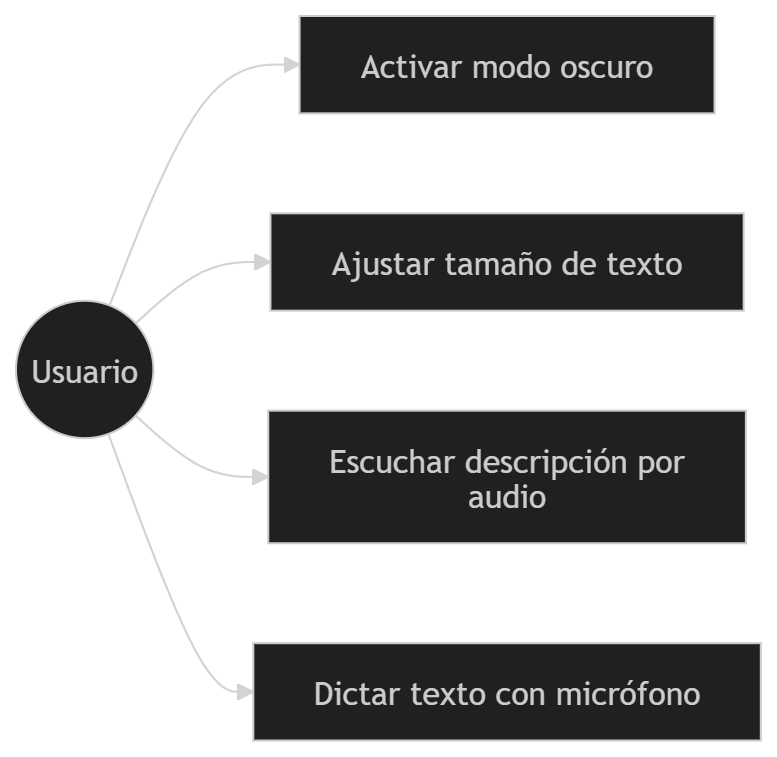 Activar modo oscuro
Ajustar tamaño de texto
Usuario
Escuchar descripción por
audio
Dictar texto con micrófono